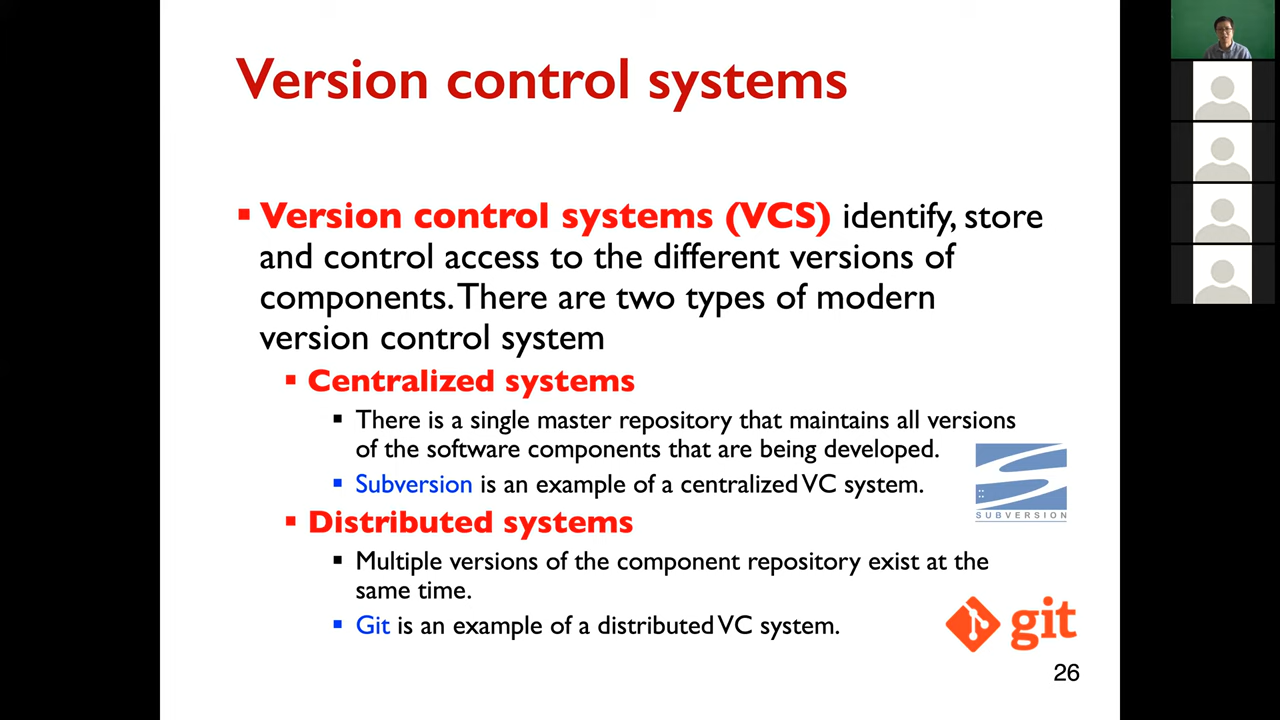 Version control systems
Version control systems (VCS) identify, store
and control access to the different versions of
components. There are two types of modern
version control system
Centralized systems
There is a single master repository that maintains all versions
of the software components that are being developed.
Subversion is an example of a centralized VC system.
SUBVERSION
Distributed systems
Multiple versions of the component repository exist at the
same time.
Git is an example of a distributed VC system.
git
26